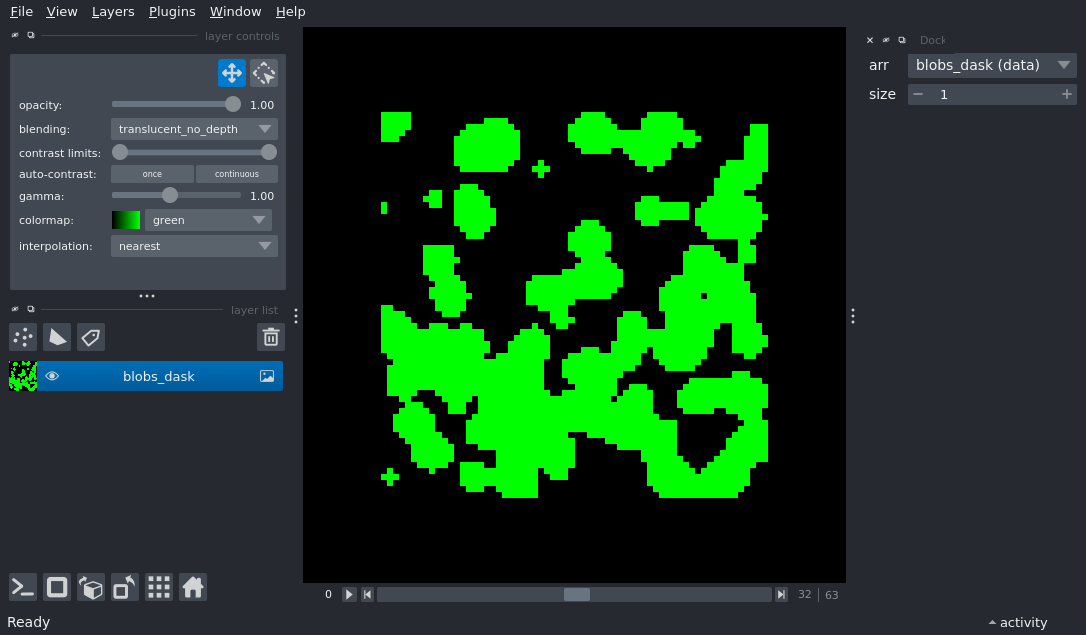 File View Layers Plugins Window Help
layer controls
opacity: 1.00
blending: translucent_no_depth
contrast limits:
auto-contrast: once continuous
gamma: 1.00
colormap: green
interpolation: nearest
layer list
blobs_dask
Dock
arr blobs_dask (data)
size 1
0 32 63
Ready
activity